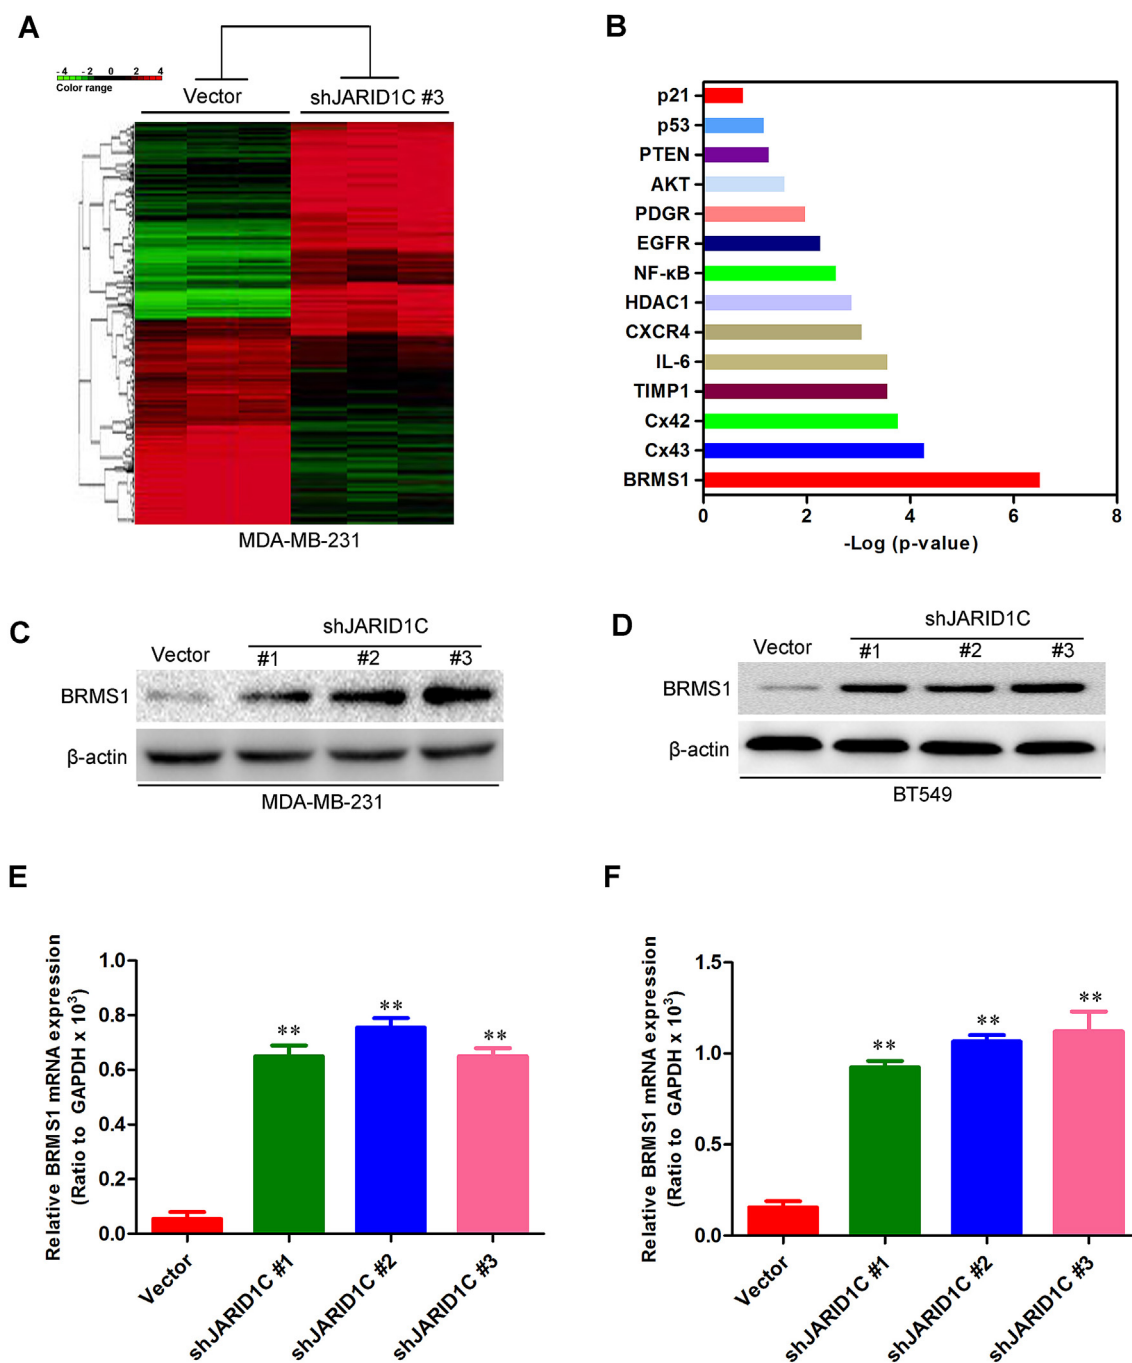 A
- 4 - 2 0 2 4
Color range
Vector shJARID1C #3
MDA-MB-231
B
p21
p53
PTEN
AKT
PDGR
EGFR
NF-κB
HDAC1
CXCR4
IL-6
TIMP1
Cx42
Cx43
BRMS1
0 2 4 6 8
-Log (p-value)
C
shJARID1C
Vector #1 #2 #3
BRMS1
β-actin
MDA-MB-231
D
shJARID1C
Vector #1 #2 #3
BRMS1
β-actin
BT549
E
Relative BRMS1 mRNA expression
(Ratio to GAPDH x 10³)
1.0
0.8
0.6
0.4
0.2
0.0
** ** **
Vector
shJARID1C #1
shJARID1C #2
shJARID1C #3
F
Relative BRMS1 mRNA expression
(Ratio to GAPDH x 10³)
1.5
1.0
0.5
0.0
** ** **
Vector
shJARID1C #1
shJARID1C #2
shJARID1C #3